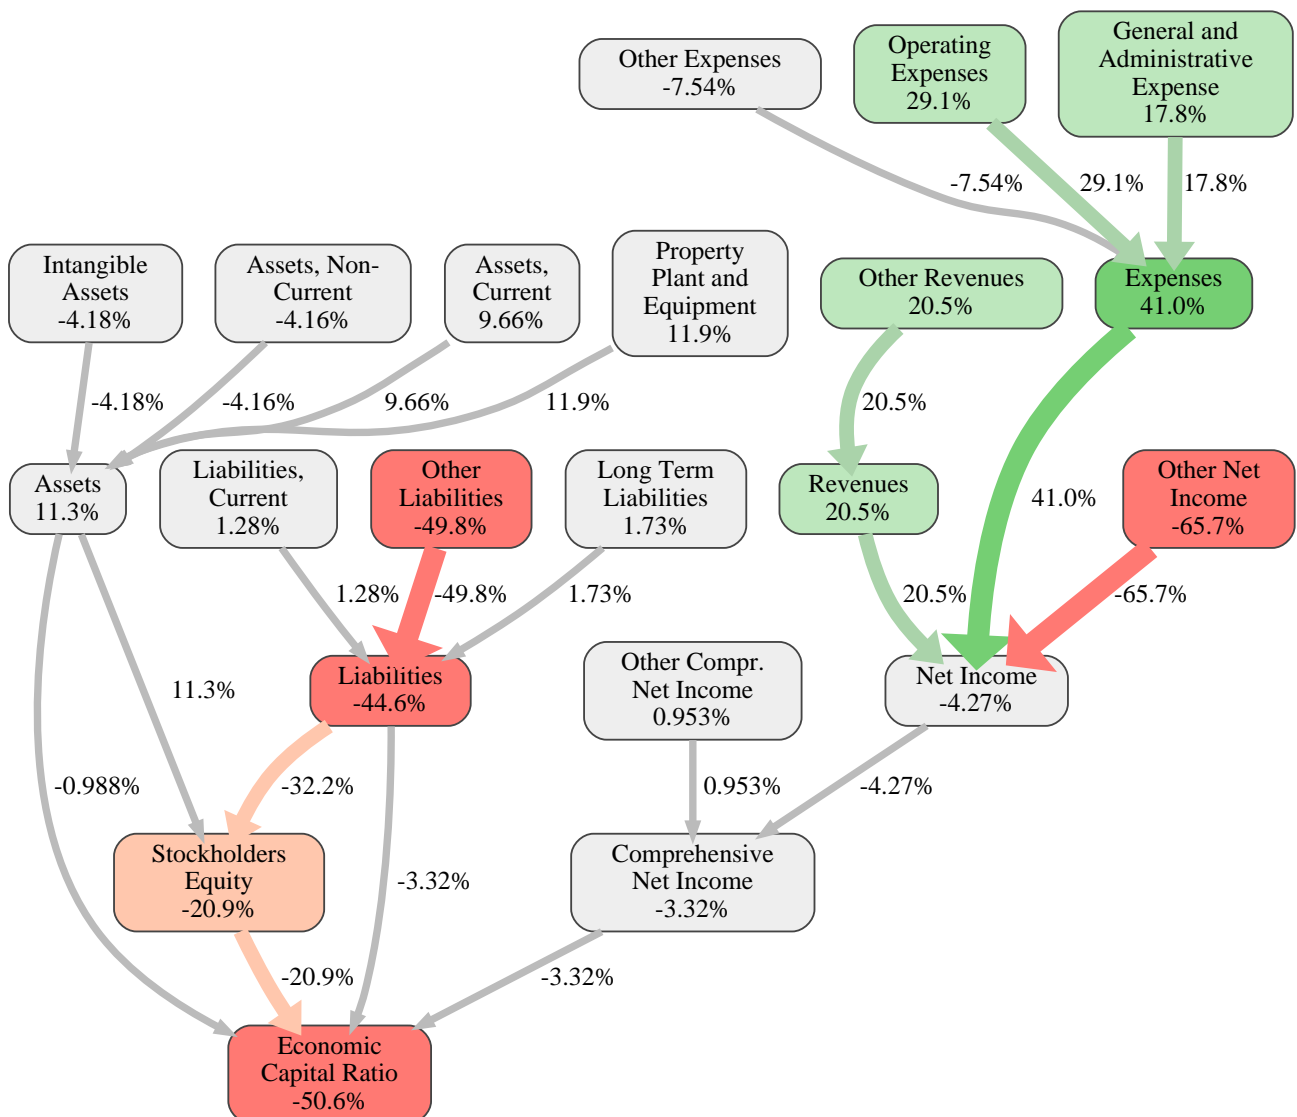 General and
Administrative
Expense
17.8%
Operating
Expenses
29.1%
Other Expenses
-7.54%
-7.54%
29.1%
17.8%
Intangible
Assets
-4.18%
Assets, Non-
Current
-4.16%
Assets,
Current
9.66%
Property
Plant and
Equipment
11.9%
Other Revenues
20.5%
Expenses
41.0%
-4.18%
-4.16%
9.66%
11.9%
20.5%
Assets
11.3%
Liabilities,
Current
1.28%
Other
Liabilities
-49.8%
Long Term
Liabilities
1.73%
Revenues
20.5%
41.0%
Other Net
Income
-65.7%
1.28%
-49.8%
1.73%
20.5%
-65.7%
11.3%
Liabilities
-44.6%
Other Compr.
Net Income
0.953%
Net Income
-4.27%
-0.988%
-32.2%
0.953%
-4.27%
Stockholders
Equity
-20.9%
-3.32%
Comprehensive
Net Income
-3.32%
-20.9%
-3.32%
Economic
Capital Ratio
-50.6%